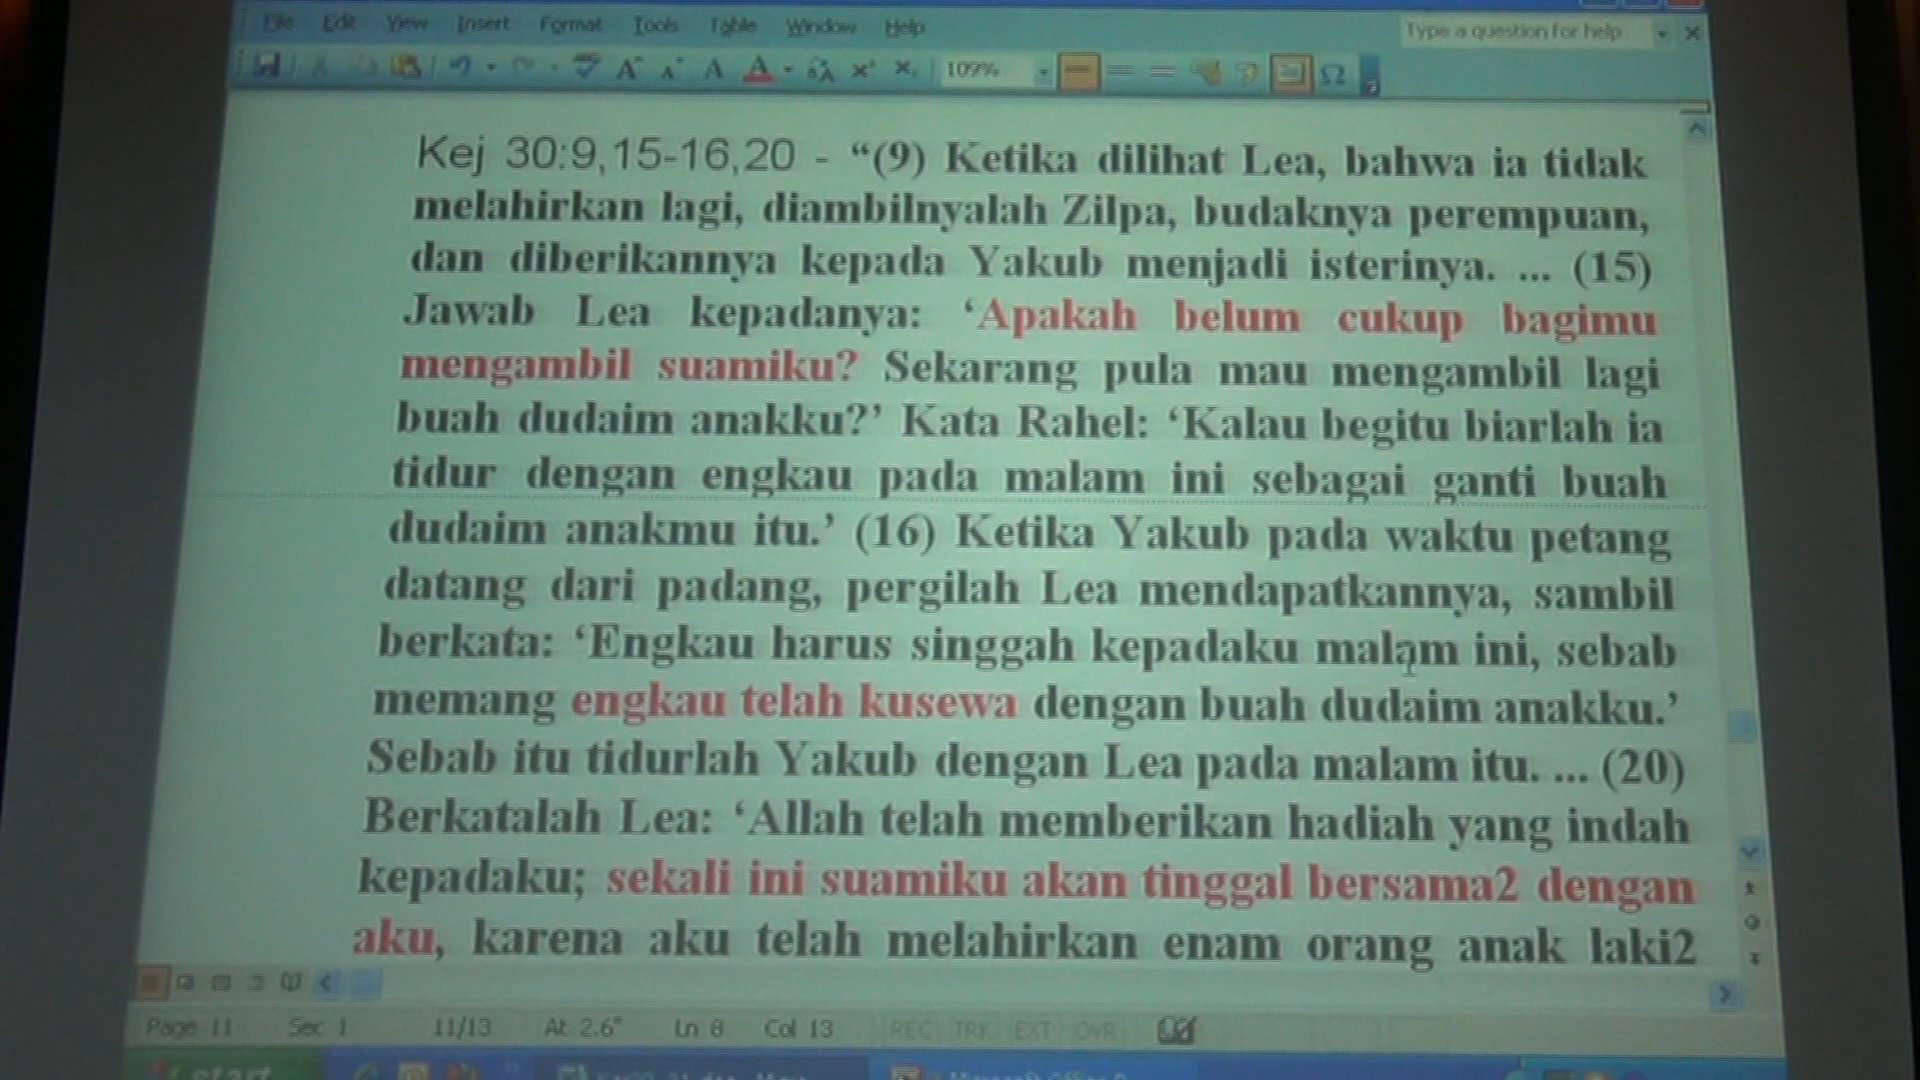 File Edit View Insert Format Tools Table Window Help Type a question for help
109%
Kej 30:9,15-16,20 - “(9) Ketika dilihat Lea, bahwa ia tidak
melahirkan lagi, diambilnyalah Zilpa, budaknya perempuan,
dan diberikannya kepada Yakub menjadi isterinya. ... (15)
Jawab Lea kepadanya: ‘Apakah belum cukup bagimu
mengambil suamiku? Sekarang pula mau mengambil lagi
buah dudaim anakku?’ Kata Rahel: ‘Kalau begitu biarlah ia
tidur dengan engkau pada malam ini sebagai ganti buah
dudaim anakmu itu.’ (16) Ketika Yakub pada waktu petang
datang dari padang, pergilah Lea mendapatkannya, sambil
berkata: ‘Engkau harus singgah kepadaku malam ini, sebab
memang engkau telah kusewa dengan buah dudaim anakku.’
Sebab itu tidurlah Yakub dengan Lea pada malam itu. ... (20)
Berkatalah Lea: ‘Allah telah memberikan hadiah yang indah
kepadaku; sekali ini suamiku akan tinggal bersama2 dengan
aku, karena aku telah melahirkan enam orang anak laki2
Page 11 Sec 1 11/13 At 2.6" Ln 8 Col 13 REC TRK EXT OVR
start